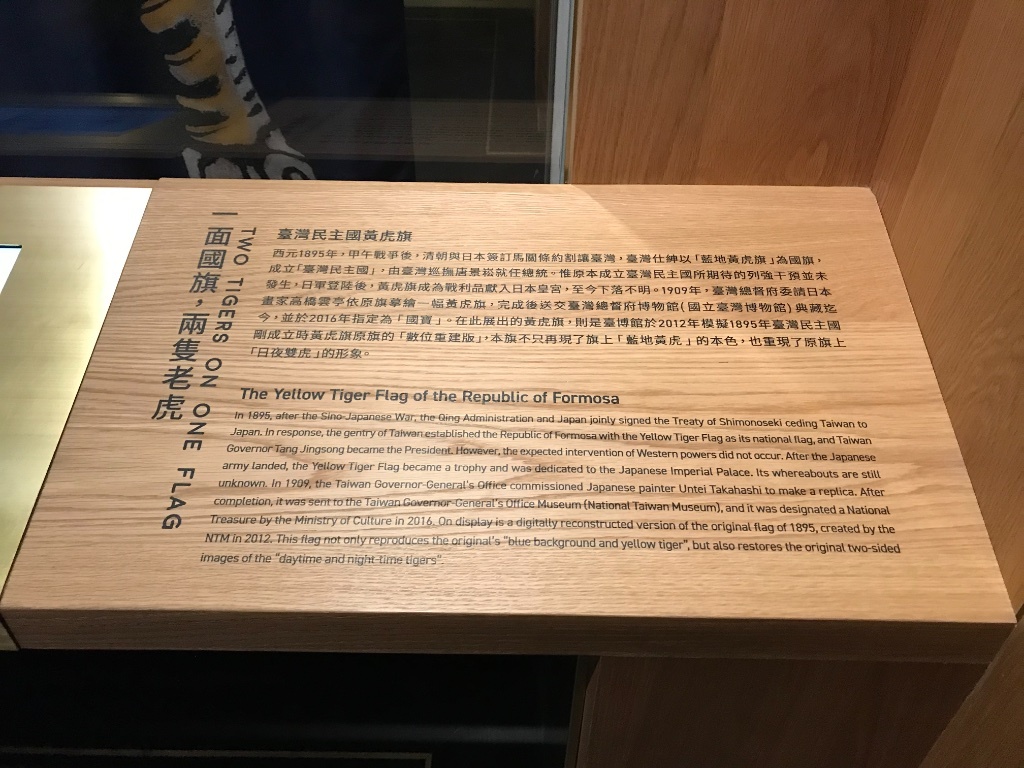 一面國旗，兩隻老虎
TWO TIGERS ON ONE FLAG
臺灣民主國黃虎旗
西元1895年，甲午戰爭後，清朝與日本簽訂馬關條約割讓臺灣，臺灣仕紳以「藍地黃虎旗」為國旗，
成立「臺灣民主國」，由臺灣巡撫唐景崧就任總統。惟原本成立臺灣民主國所期待的列強干預並未
發生，日軍登陸後，黃虎旗成為戰利品獻入日本皇宮，至今下落不明。1909年，臺灣總督府委請日本
畫家高橋雲亭依原旗摹繪一幅黃虎旗，完成後送交臺灣總督府博物館(國立臺灣博物館)典藏迄
今，並於2016年指定為「國寶」。在此展出的黃虎旗，則是臺博館於2012年模擬1895年臺灣民主國
剛成立時黃虎旗原旗的「數位重建版」，本旗不只再現了旗上「藍地黃虎」的本色，也重現了原旗上
「日夜雙虎」的形象。
The Yellow Tiger Flag of the Republic of Formosa
In 1895, after the Sino-Japanese War, the Qing Administration and Japan joinly signed the Treaty of Shimonoseki ceding Taiwan to
Japan. In response, the gentry of Taiwan established the Republic of Formosa with the Yellow Tiger Flag as its national flag, and Taiwan
Governor Tang Jingsong became the President. However, the expected intervention of Western powers did not occur. After the Japanese
army landed, the Yellow Tiger Flag became a trophy and was dedicated to the Japanese Imperial Palace. Its whereabouts are still
unknown. In 1909, the Taiwan Governor-General's Office commissioned Japanese painter Untei Takahashi to make a replica. After
completion, it was sent to the Taiwan Governor-General's Office Museum (National Taiwan Museum), and it was designated a National
Treasure by the Ministry of Culture in 2016. On display is a digitally reconstructed version of the original flag of 1895, created by the
NTM in 2012. This flag not only reproduces the original's "blue background and yellow tiger", but also restores the original two-sided
images of the "daytime and night-time tigers".